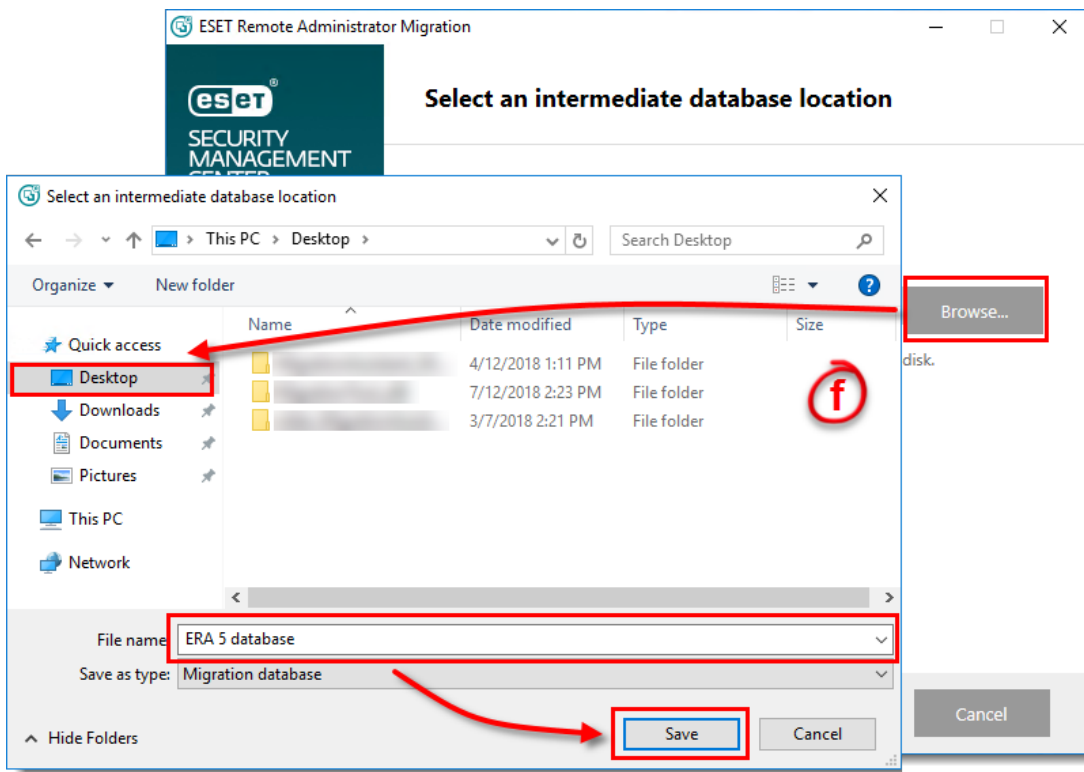 ESET Remote Administrator Migration
eset®
SECURITY
MANAGEMENT
CENTER
Select an intermediate database location
Select an intermediate database location
This PC > Desktop >
Search Desktop
Organize
New folder
?
Browse...
disk.
Name
Date modified
Type
Size
Quick access
Desktop
Downloads
Documents
Pictures
This PC
Network
4/12/2018 1:11 PM File folder
7/12/2018 2:23 PM File folder
3/7/2018 2:21 PM File folder
f
File name
ERA 5 database
Save as type: Migration database
Hide Folders
Save
Cancel
Cancel